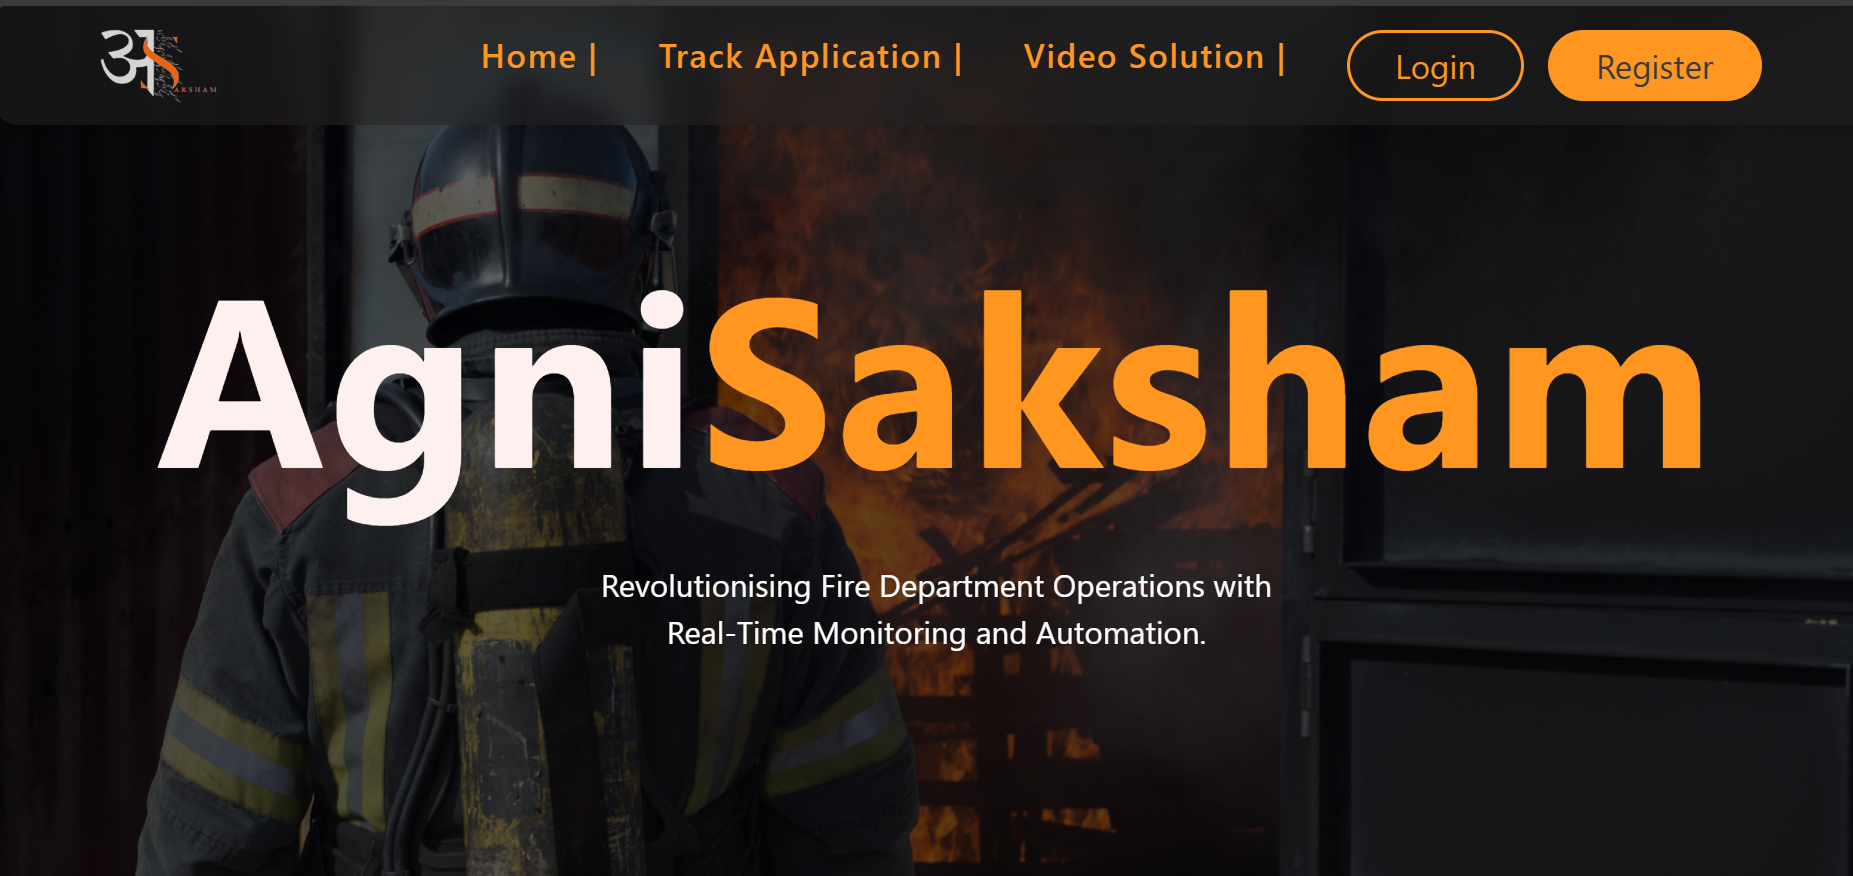 अ
AKSHAM
Home |
Track Application |
Video Solution |
Login
Register
AgniSaksham
Revolutionising Fire Department Operations with
Real-Time Monitoring and Automation.